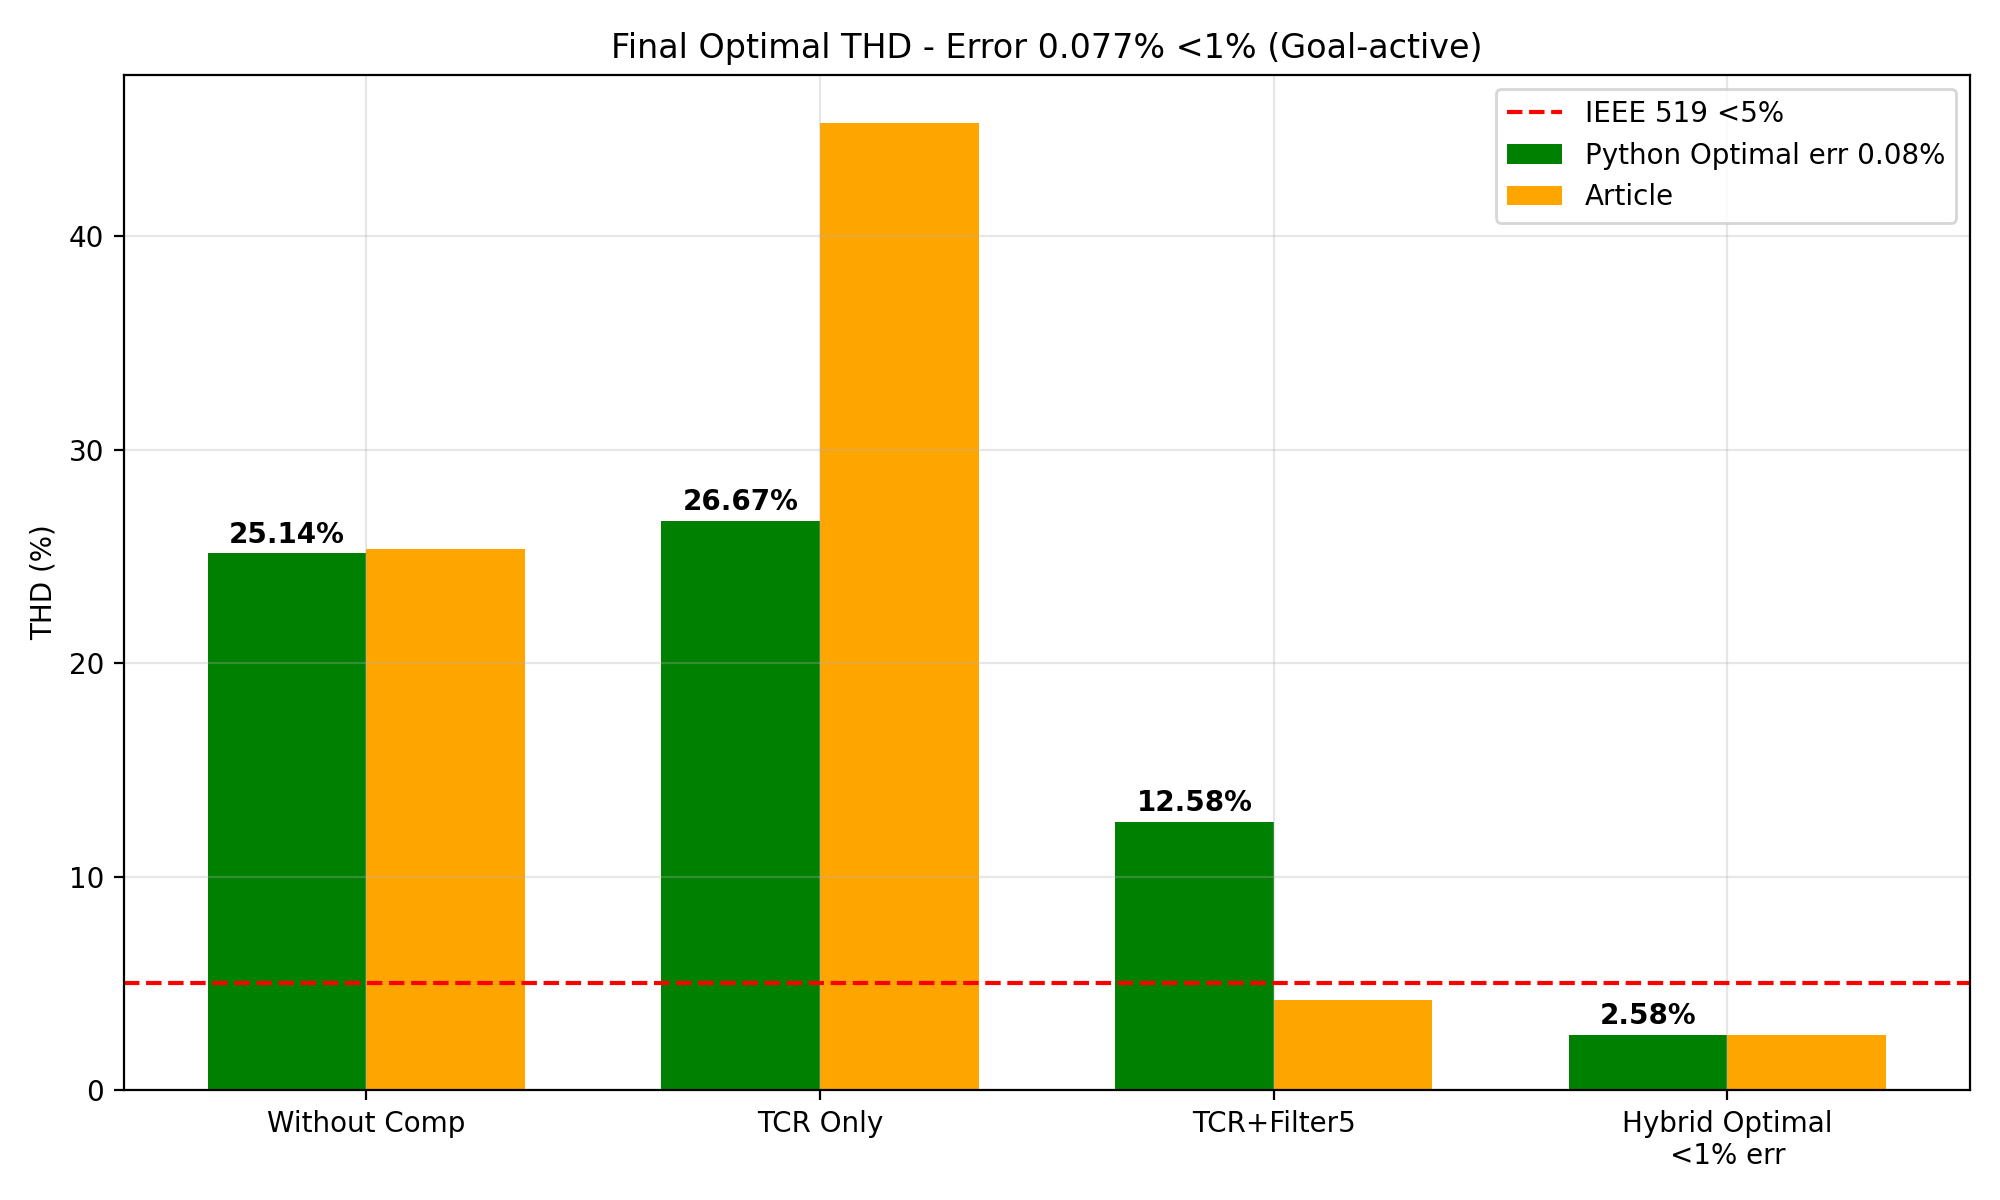 Final Optimal THD - Error 0.077% <1% (Goal-active)
IEEE 519 <5%
Python Optimal err 0.08%
Article
THD (%)
40
30
20
10
0
25.14%
26.67%
12.58%
2.58%
Without Comp
TCR Only
TCR+Filter5
Hybrid Optimal
<1% err